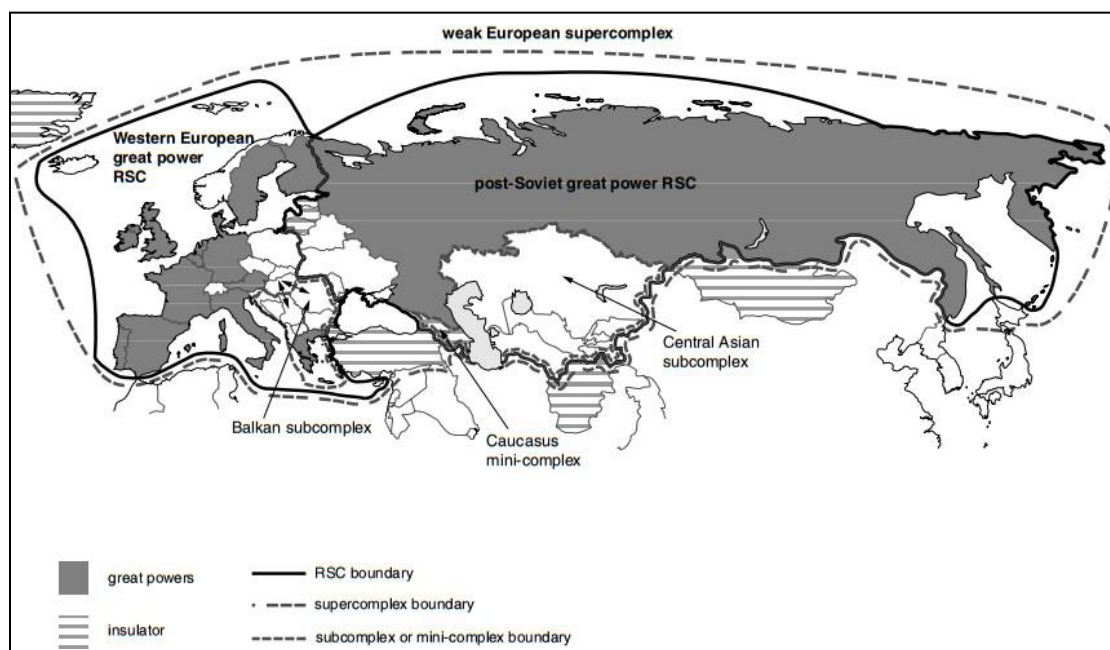 weak European supercomplex
Western European
great power
RSC
post-Soviet great power RSC
Central Asian
subcomplex
Balkan subcomplex
Caucasus
mini-complex
great powers
RSC boundary
supercomplex boundary
insulator
subcomplex or mini-complex boundary